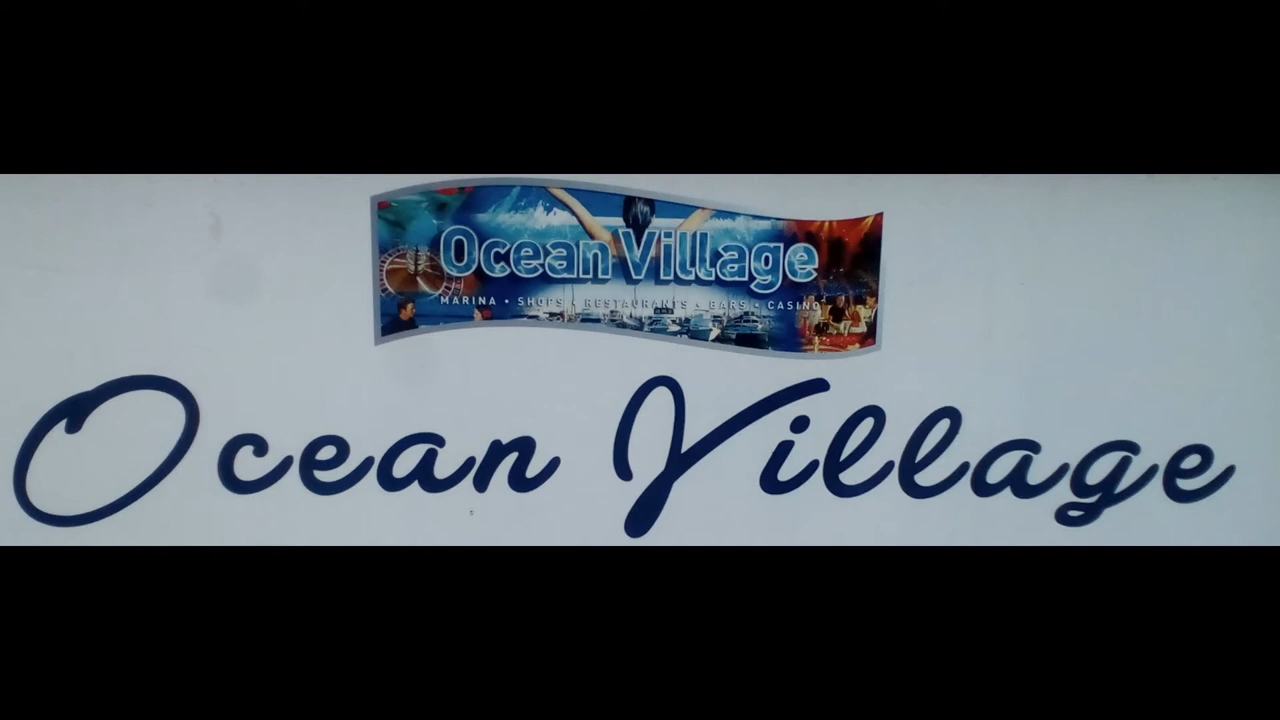 Ocean Village
MARINA • SHOPS • RESTAURANTS • BARS • CASINO
Ocean Village